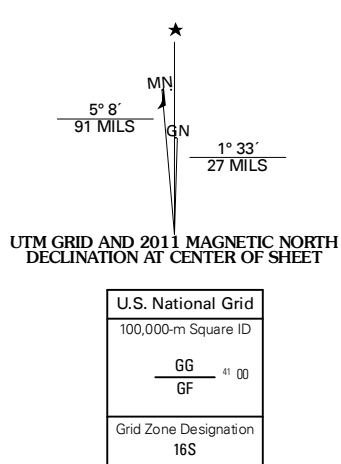 MN
5° 8´
91 MILS
GN
1° 33´
27 MILS
UTM GRID AND 2011 MAGNETIC NORTH
DECLINATION AT CENTER OF SHEET
U.S. National Grid
100,000-m Square ID
GG
41 00
GF
Grid Zone Designation
16S